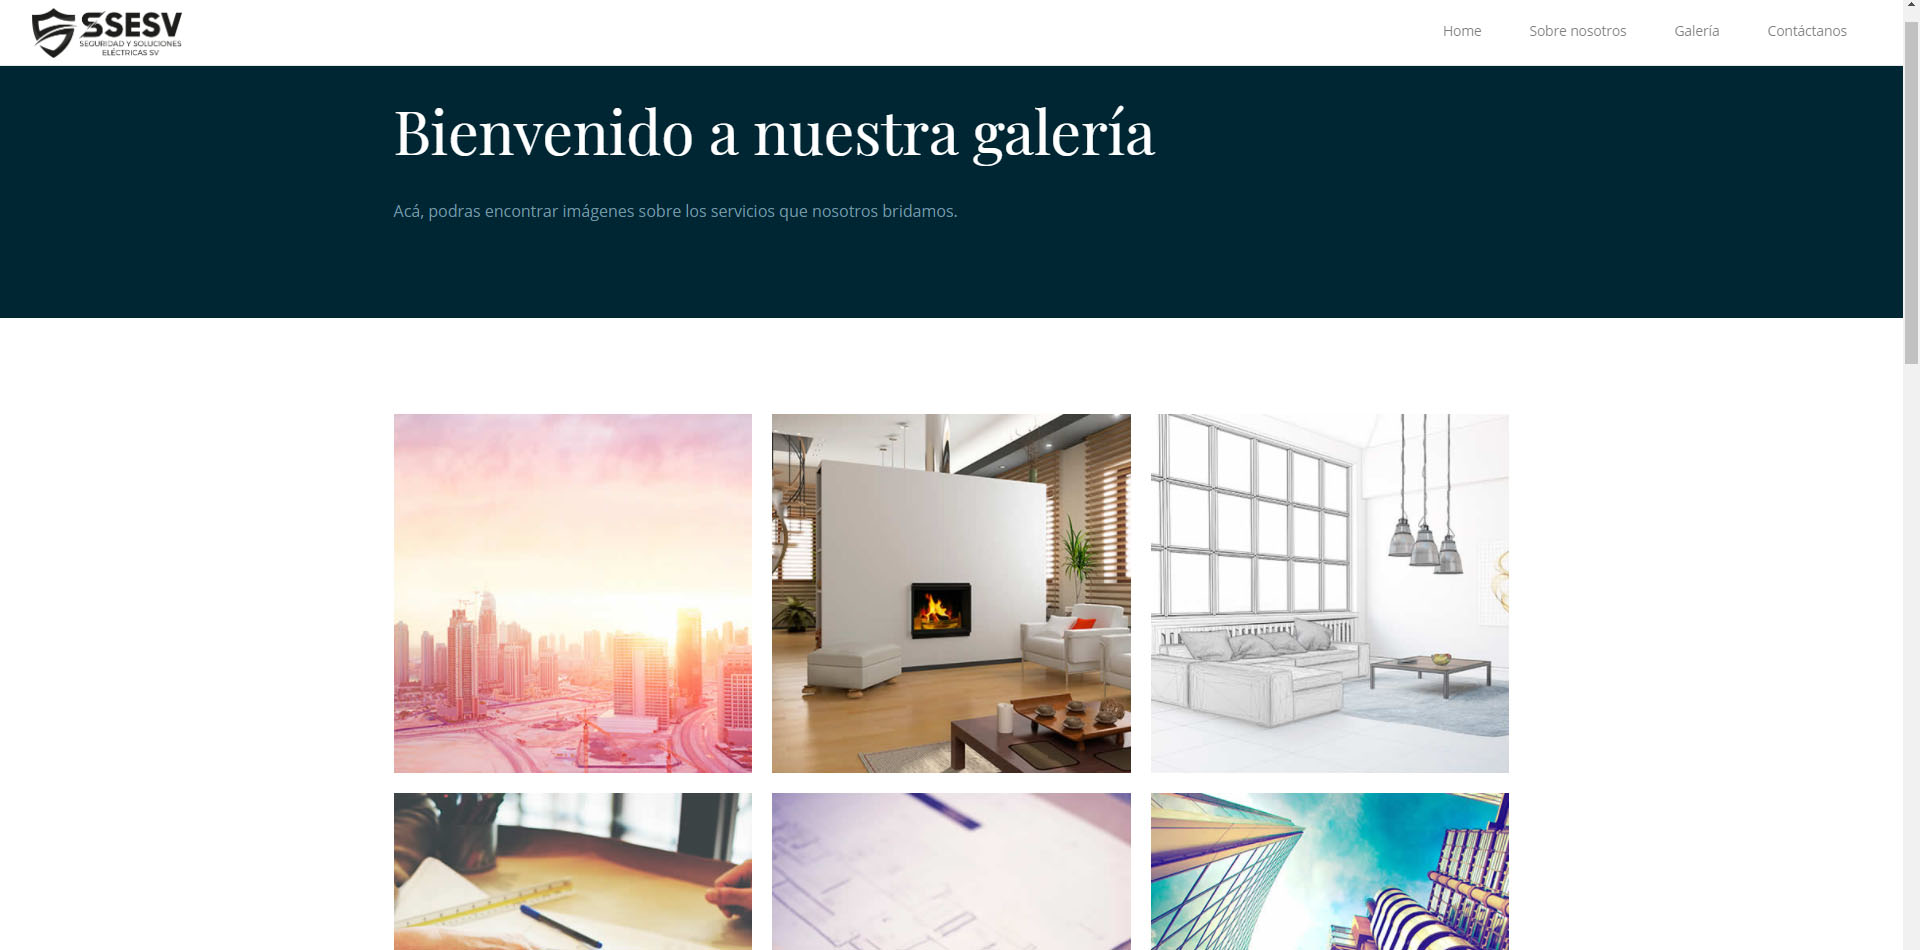 SSESV
SEGURIDAD Y SOLUCIONES
ELÉCTRICAS SV
Home
Sobre nosotros
Galería
Contáctanos
Bienvenido a nuestra galería
Acá, podras encontrar imágenes sobre los servicios que nosotros bridamos.